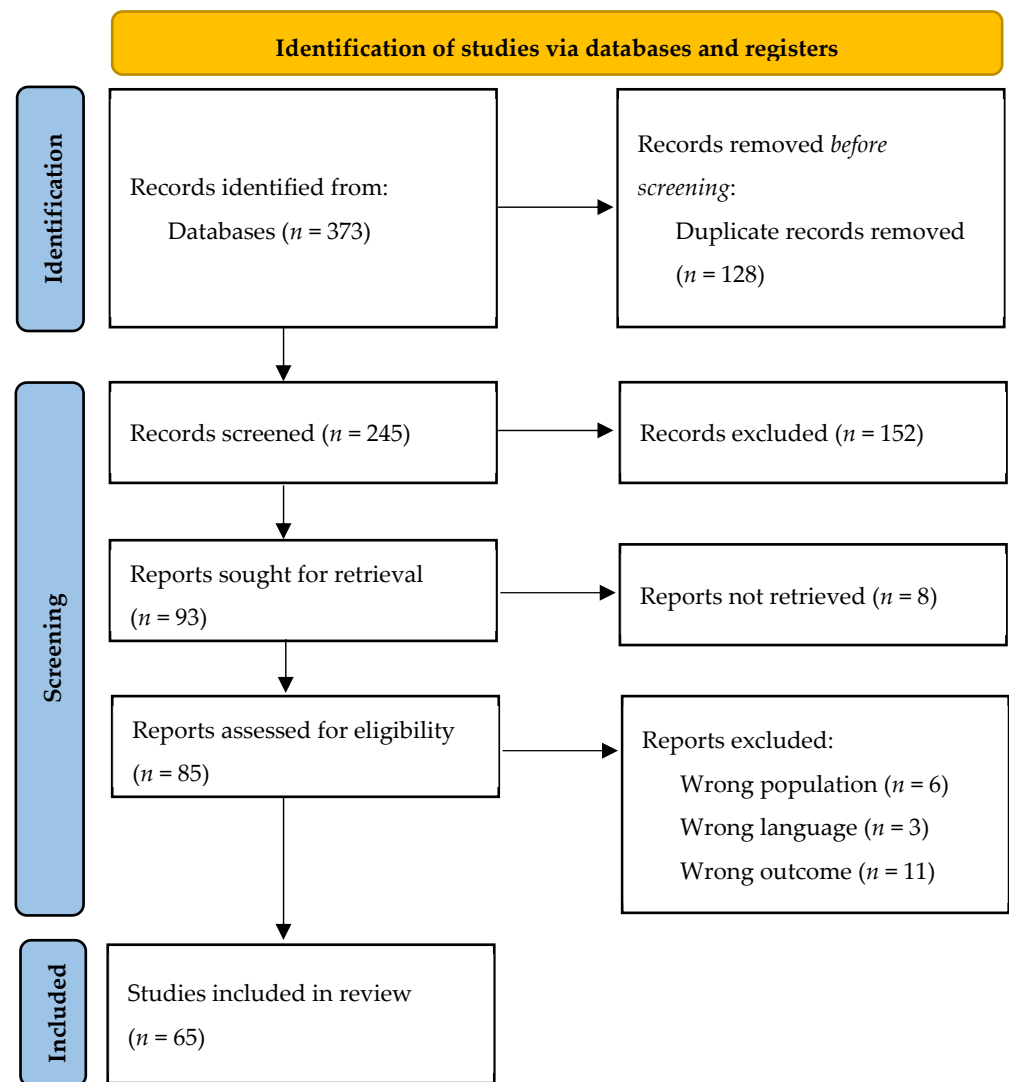 Identification of studies via databases and registers
Identification
Records identified from:
Databases (n = 373)
Records removed before
screening:
Duplicate records removed
(n = 128)
Screening
Records screened (n = 245)
Records excluded (n = 152)
Reports sought for retrieval
(n = 93)
Reports not retrieved (n = 8)
Reports assessed for eligibility
(n = 85)
Reports excluded:
Wrong population (n = 6)
Wrong language (n = 3)
Wrong outcome (n = 11)
Included
Studies included in review
(n = 65)